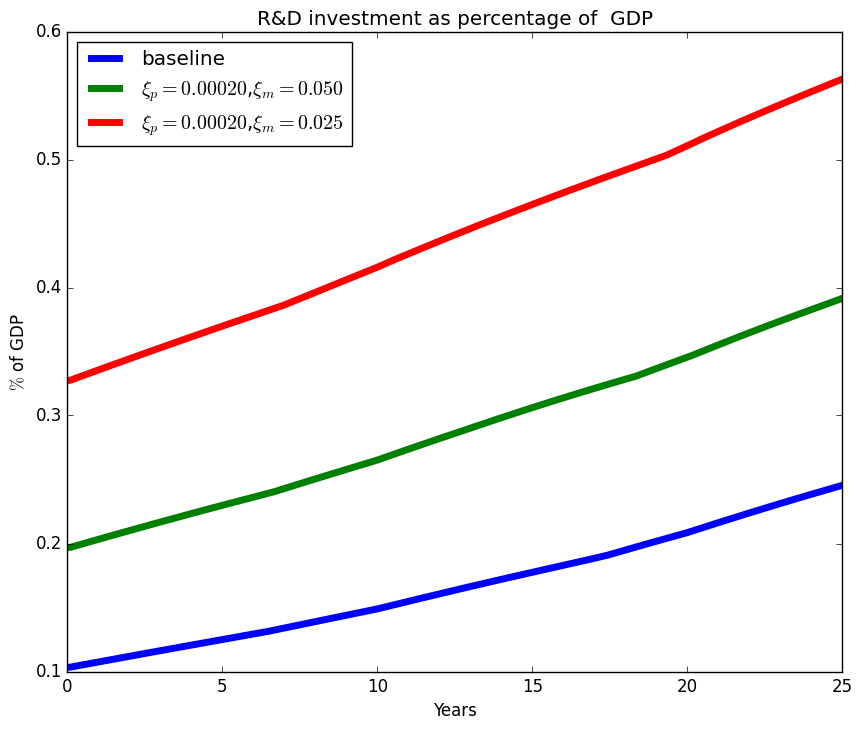 R&D investment as percentage of  GDP
baseline
ξp = 0.00020,ξm = 0.050
ξp = 0.00020,ξm = 0.025
% of GDP
0.6
0.5
0.4
0.3
0.2
0.1
0 5 10 15 20 25
Years